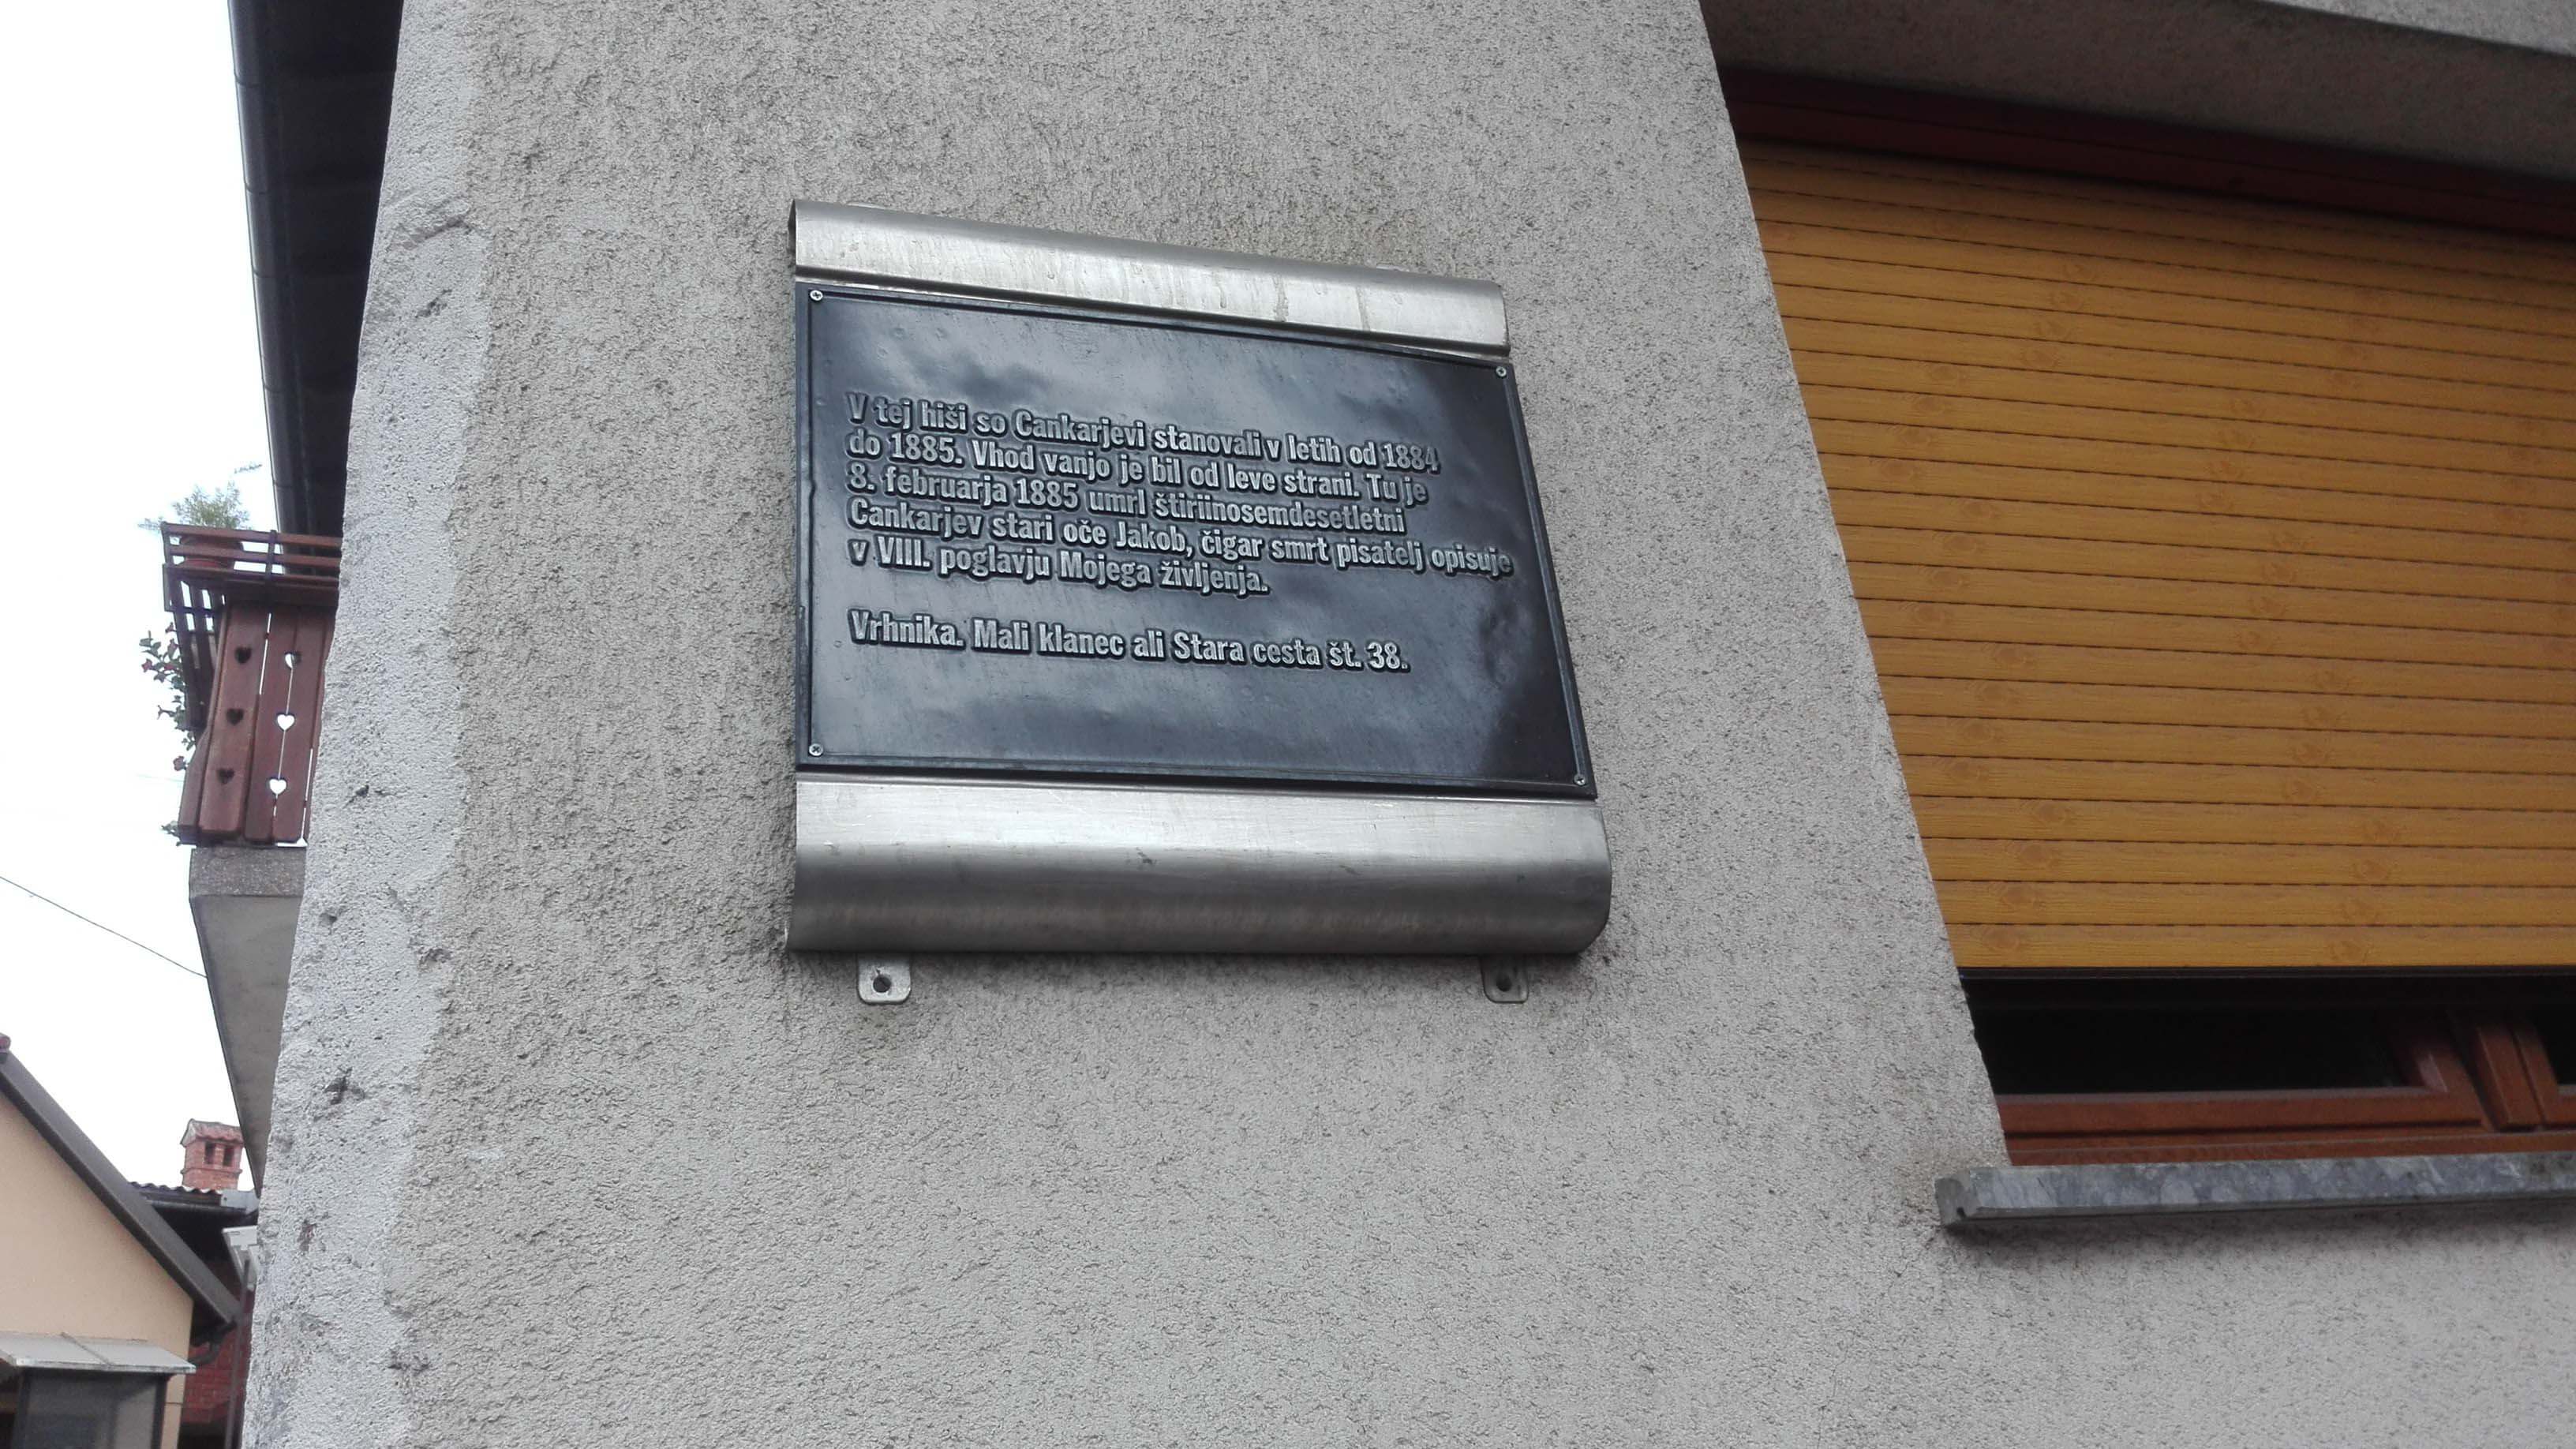 V tej hiši so Cankarjevi stanovali v letih od 1884
do 1885. Vhod vanjo je bil od leve strani. Tu je
8. februarja 1885 umrl štiriinosemdesetletni
Cankarjev stari oče Jakob, čigar smrt pisatelj opisuje
v VIII. poglavju Mojega življenja.
Vrhnika. Mali klanec ali Stara cesta št. 38.